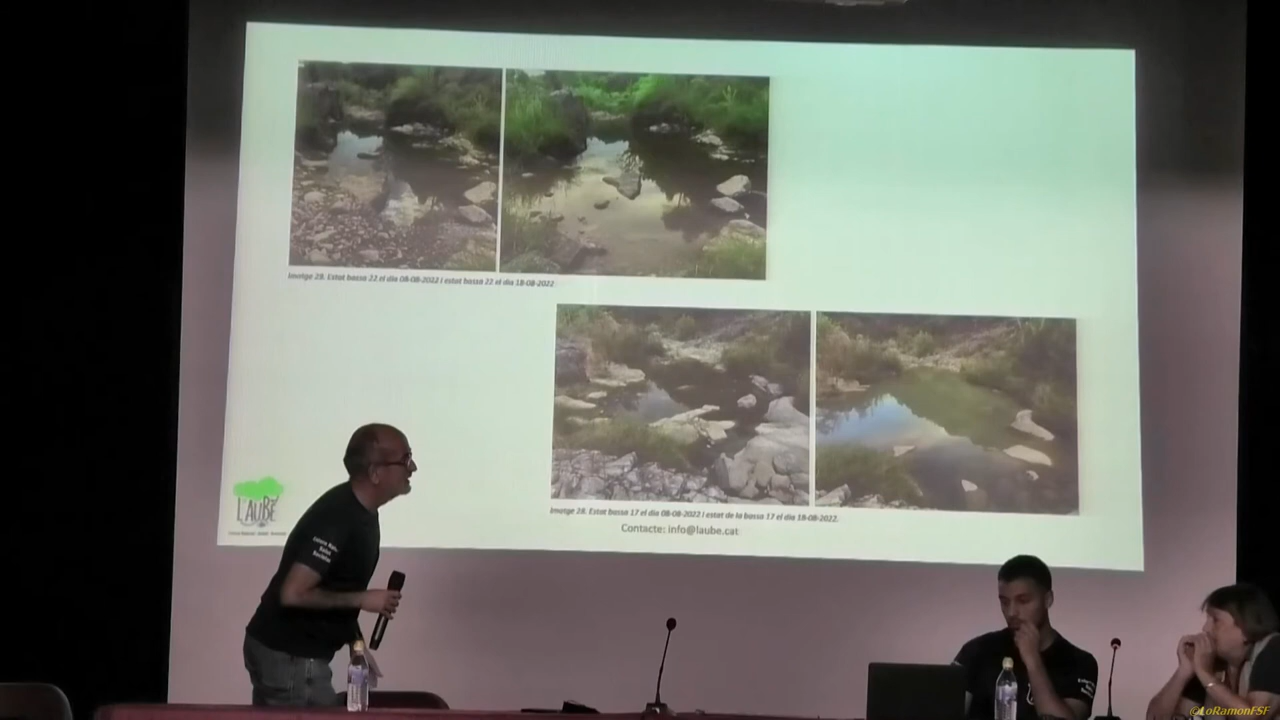 Imatge 28. Estat bassa 22 el dia 08-08-2022 i estat bassa 22 el dia 18-08-2022
Imatge 28. Estat bassa 17 el dia 08-08-2022 i estat de la bassa 17 el dia 18-08-2022.
Contacte: info@laube.cat
L'AUBE
@LoRamonFSF